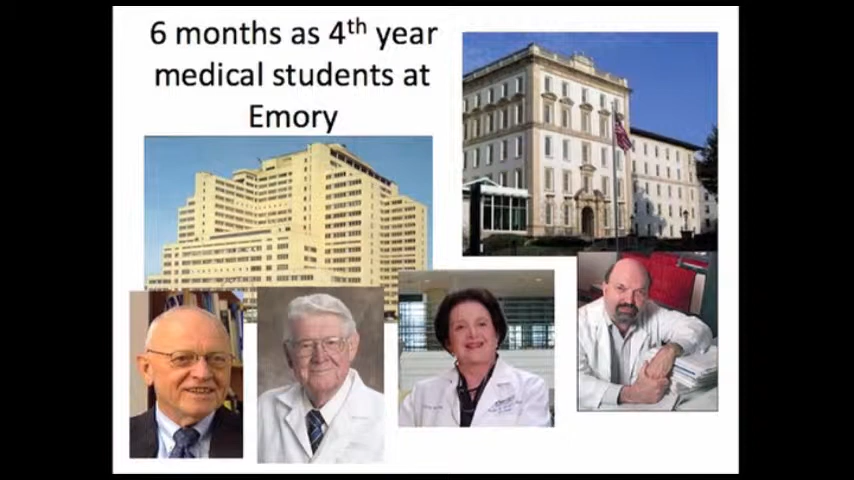 6 months as 4th year
medical students at
Emory